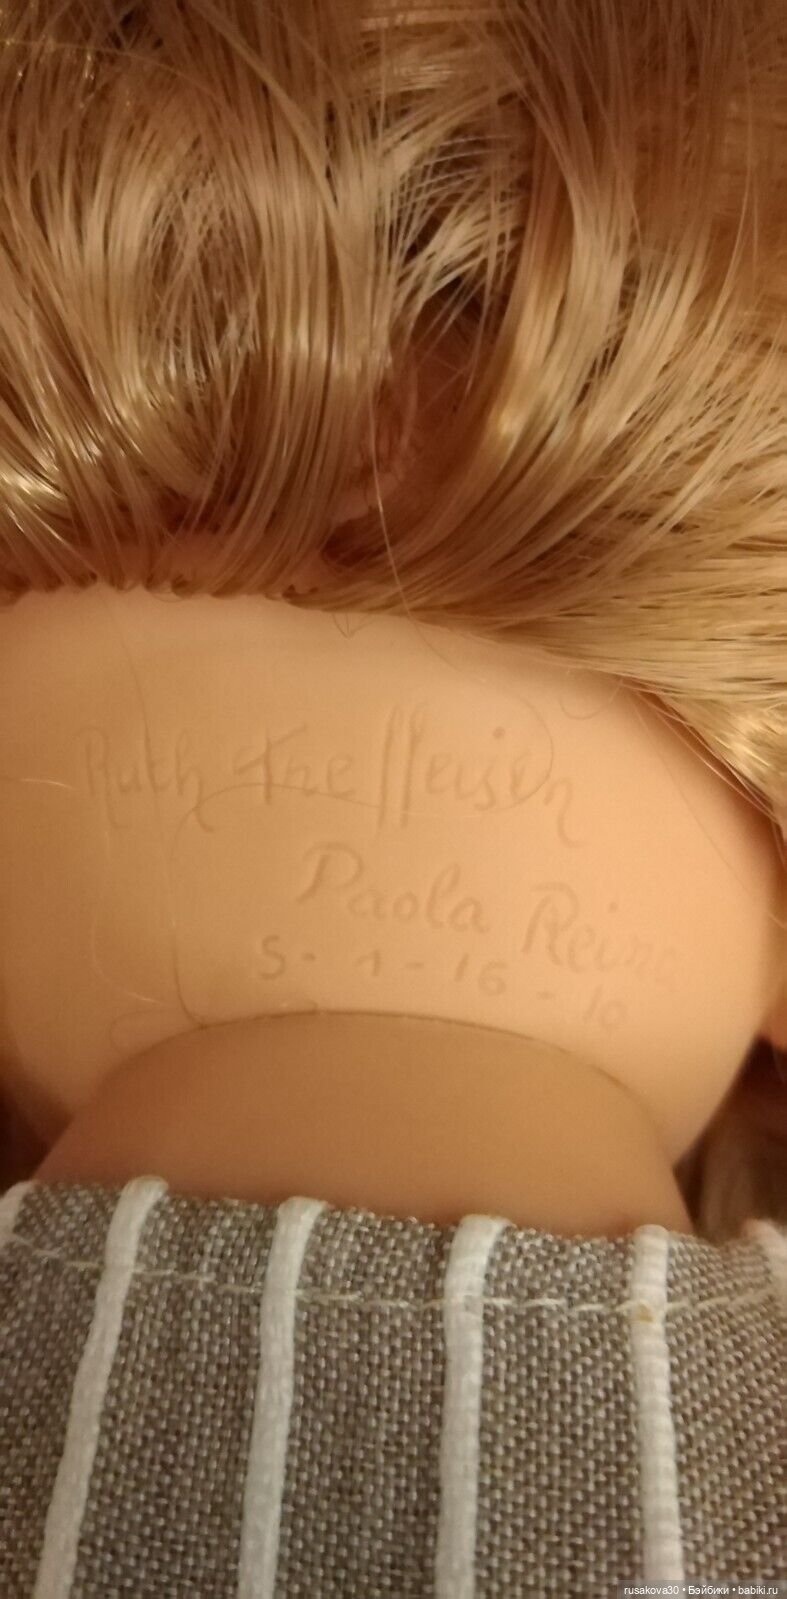 Ruth Treffeisen
Paola Reina
S-1-16-10
rusakova30 • Бэйбики • babiki.ru